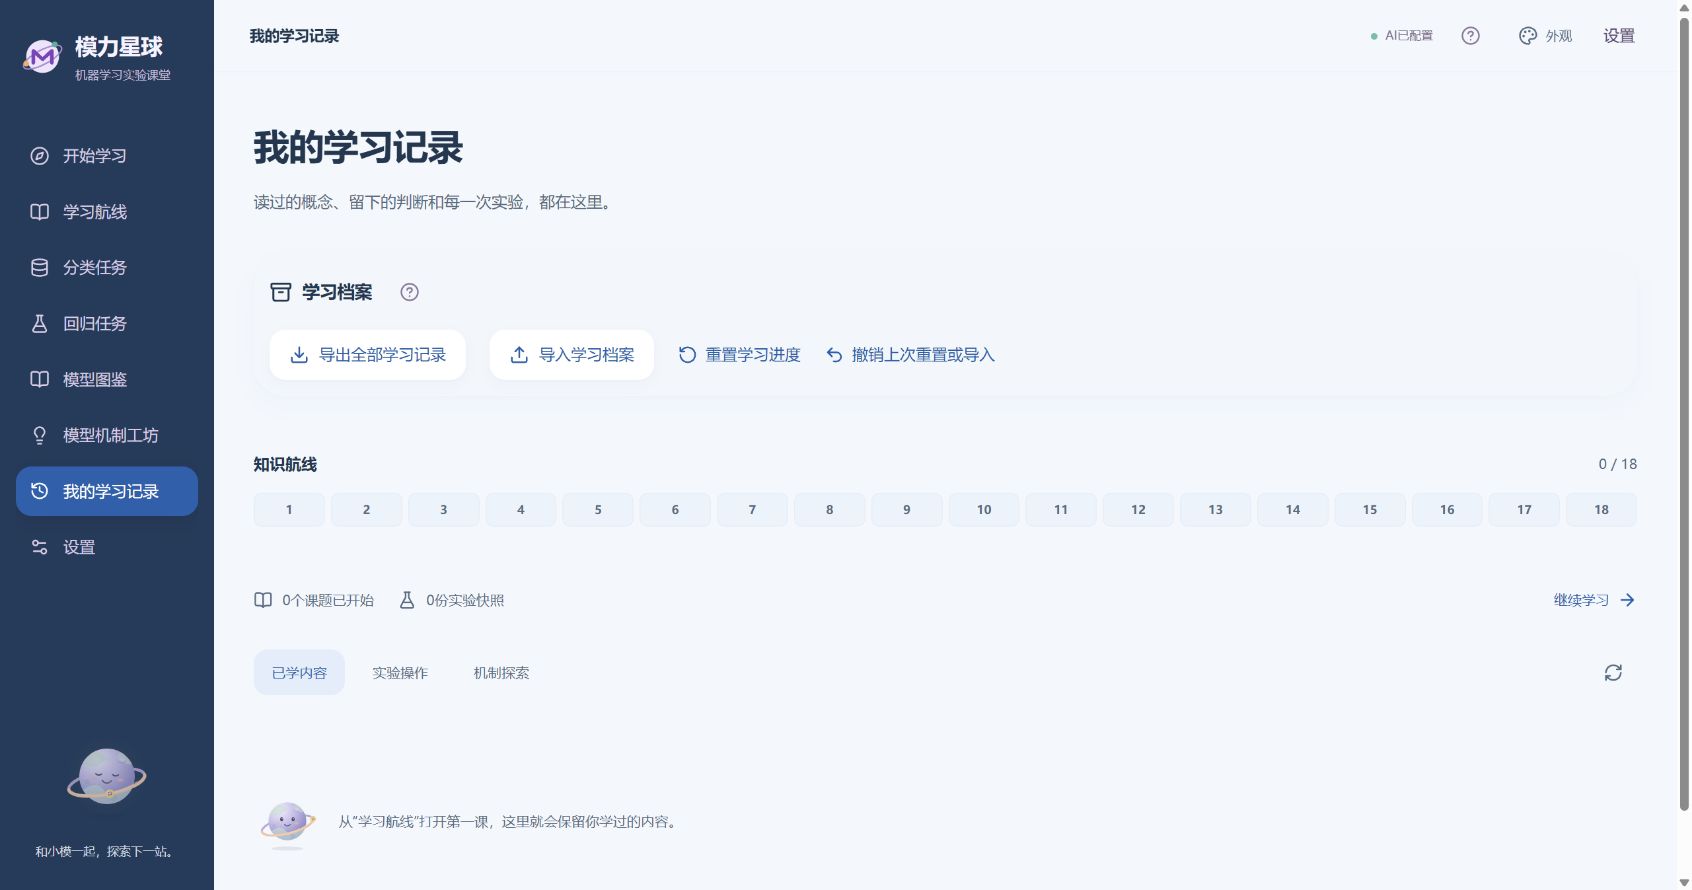 模力星球
机器学习实验课堂
开始学习
学习航线
分类任务
回归任务
模型图鉴
模型机制工坊
我的学习记录
设置
和小模一起，探索下一站。
我的学习记录
AI已配置
外观
设置
我的学习记录
读过的概念、留下的判断和每一次实验，都在这里。
学习档案
导出全部学习记录
导入学习档案
重置学习进度
撤销上次重置或导入
知识航线
0 / 18
1 2 3 4 5 6 7 8 9 10 11 12 13 14 15 16 17 18
0个课题已开始
0份实验快照
继续学习
已学内容
实验操作
机制探索
从“学习航线”打开第一课，这里就会保留你学过的内容。